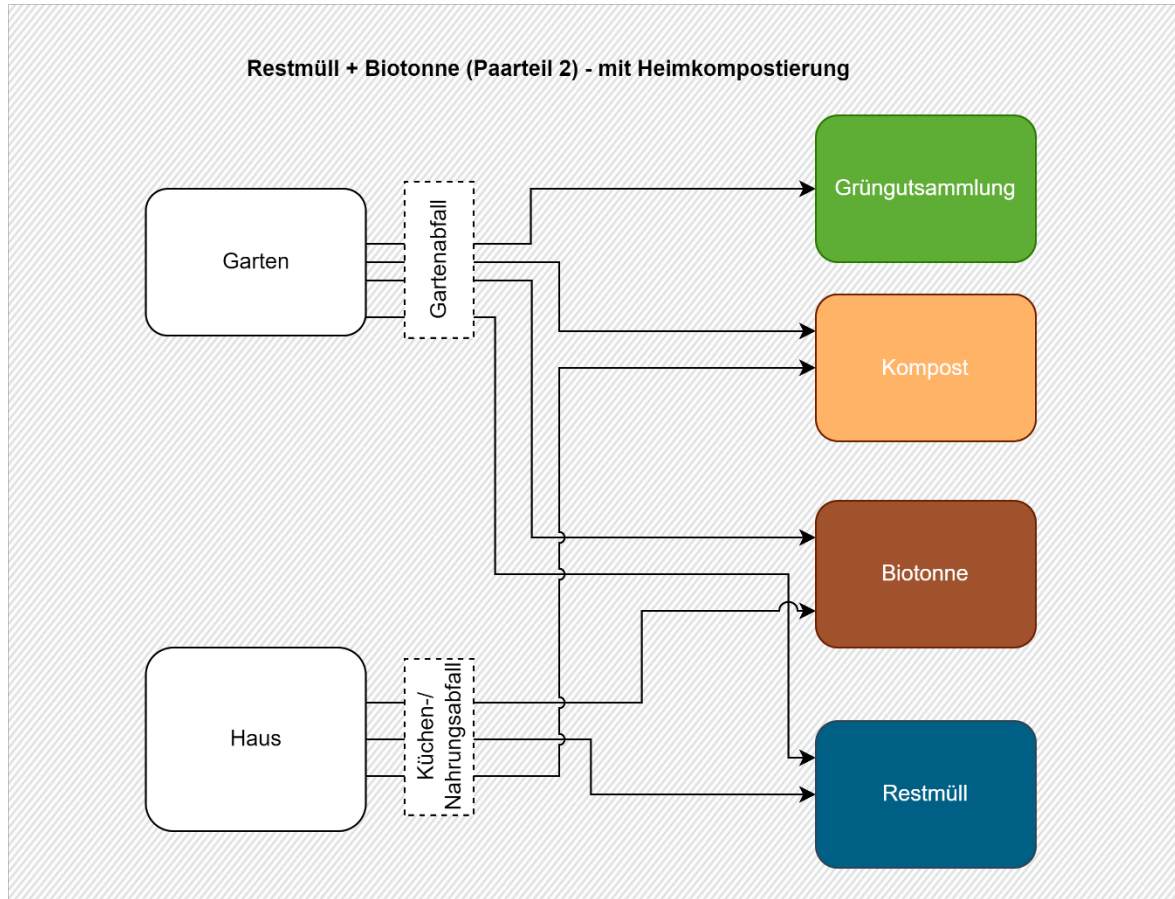 Restmüll + Biotonne (Paarteil 2) - mit Heimkompostierung
Grüngutsammlung
Garten
Gartenabfall
Kompost
Biotonne
Haus
Küchen-/
Nahrungsabfall
Restmüll